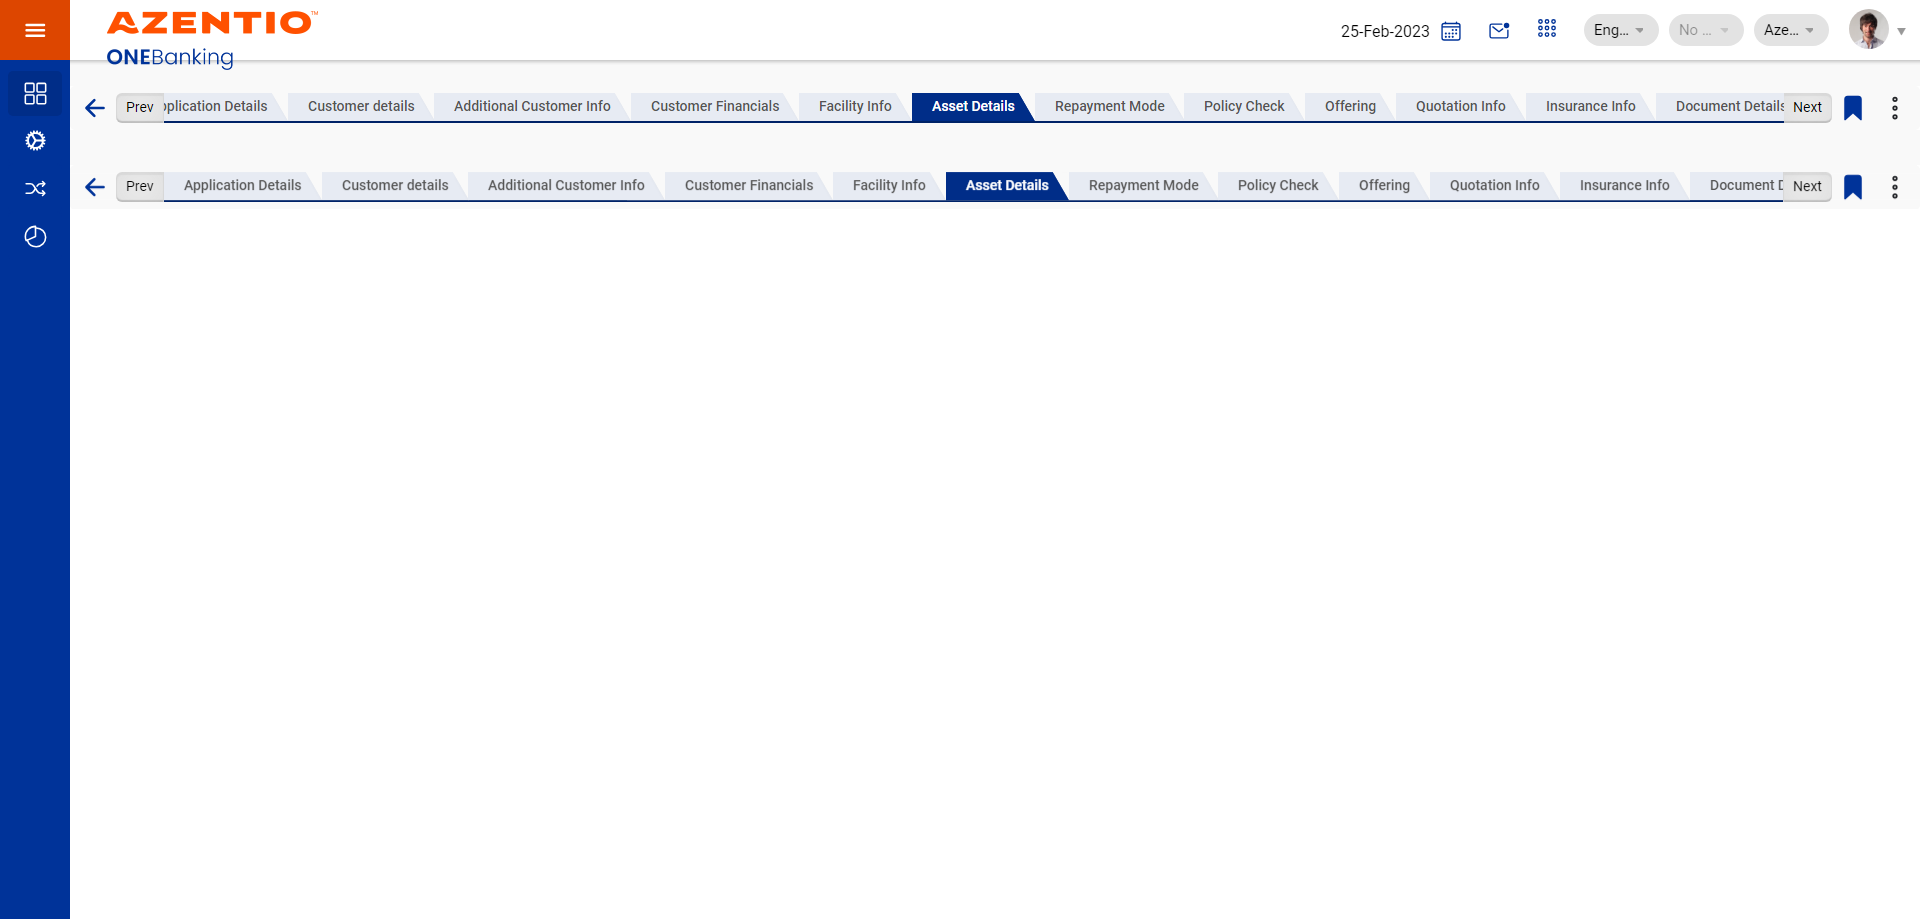 AZENTIO™
ONEBanking
25-Feb-2023 Eng... No ... Aze...
Prev plication Details Customer details Additional Customer Info Customer Financials Facility Info Asset Details Repayment Mode Policy Check Offering Quotation Info Insurance Info Document Details Next
Prev Application Details Customer details Additional Customer Info Customer Financials Facility Info Asset Details Repayment Mode Policy Check Offering Quotation Info Insurance Info Document D Next